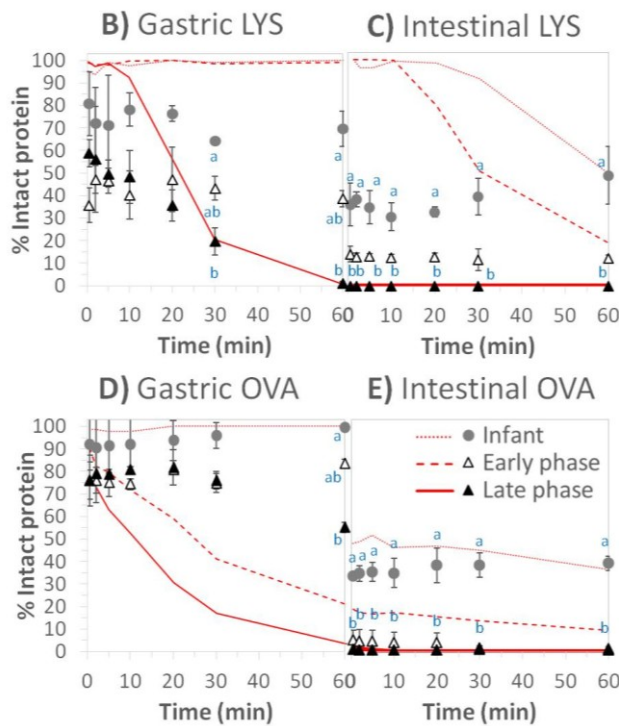 B) Gastric LYS
C) Intestinal LYS
% Intact protein
100
90
80
70
60
50
40
30
20
10
0
a
ab
b
a
ab
b
a a a a a a a
b b b b b b b
0 10 20 30 40 50 60
0 10 20 30 40 50 60
Time (min)
Time (min)
D) Gastric OVA
E) Intestinal OVA
% Intact protein
100
90
80
70
60
50
40
30
20
10
0
a
ab
b
Infant
Early phase
Late phase
a a a a a a a
b b b b b b b
0 10 20 30 40 50 60
0 10 20 30 40 50 60
Time (min)
Time (min)